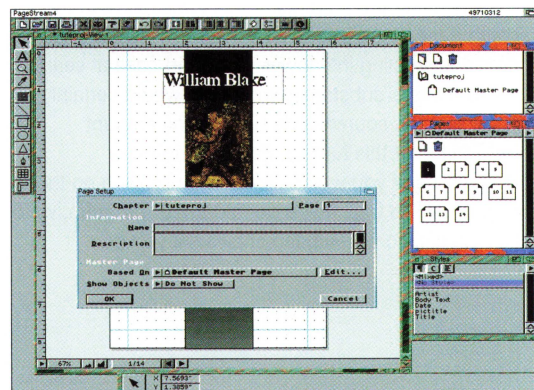 PageStream4 49710312
* tuteproj-View 1
Document
tuteproj
Default Master Page
Pages
Default Master Page
1 2 3 4 5
6 7 8 9 10 11
12 13 14
William Blake
Page Setup
Chapter tuteproj Page 1
Information
Name
Description
Master Page
Based On Default Master Page Edit...
Show Objects Do Not Show
OK Cancel
Styles
T C E
<Mixed>
<No Style>
Artist
Body Text
Date
pictitle
Title
67% 1/14
X 7.5693"
Y 1.3859"